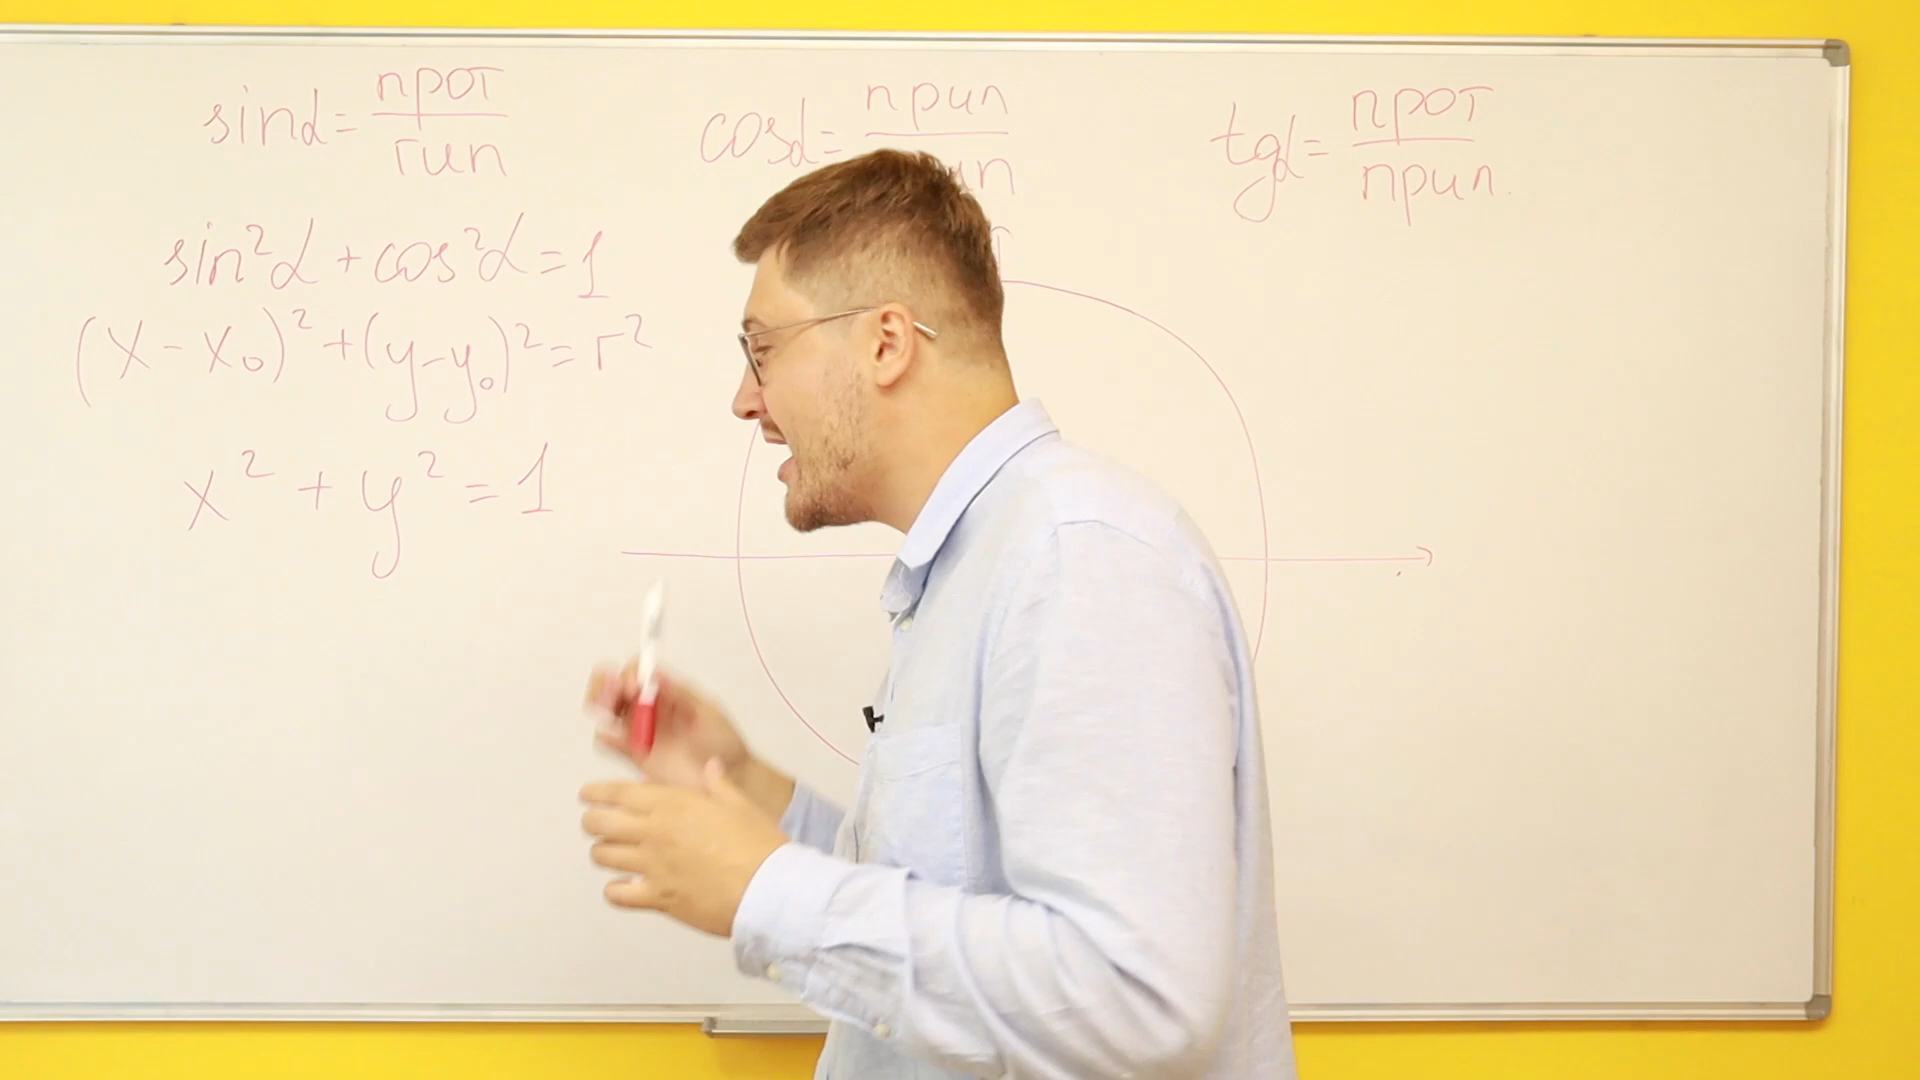 sinα = прот/гип
cosα = прил/
tgα = прот/прил.
sin²α + cos²α = 1
(x - x₀)² + (y - y₀)² = r²
x² + y² = 1